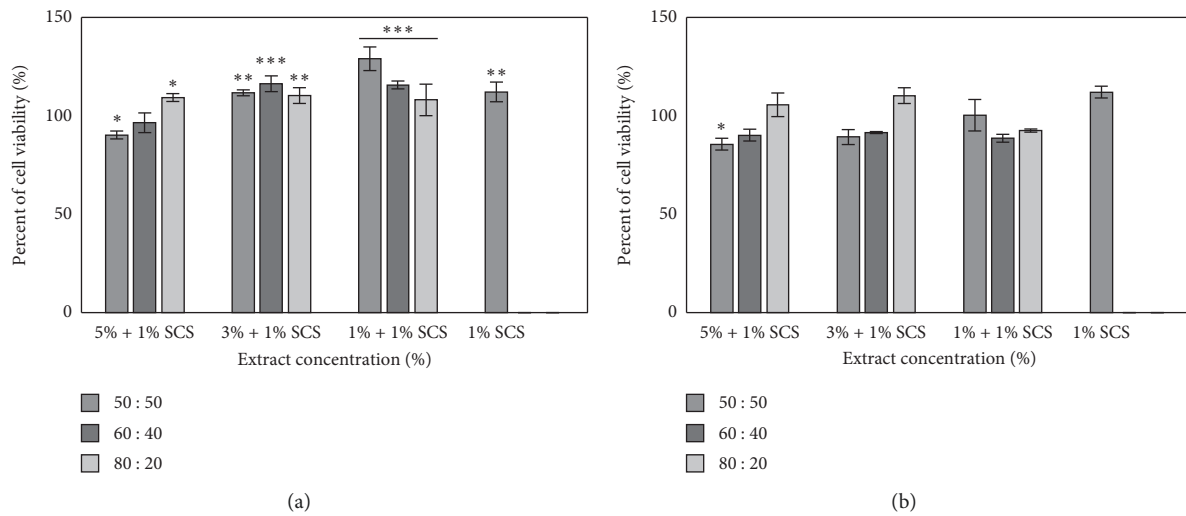 150
100
50
0
Percent of cell viability (%)
*
*
**
***
**
***
**
5% + 1% SCS 3% + 1% SCS 1% + 1% SCS 1% SCS
Extract concentration (%)
50 : 50
60 : 40
80 : 20
(a)
150
100
50
0
Percent of cell viability (%)
*
5% + 1% SCS 3% + 1% SCS 1% + 1% SCS 1% SCS
Extract concentration (%)
50 : 50
60 : 40
80 : 20
(b)